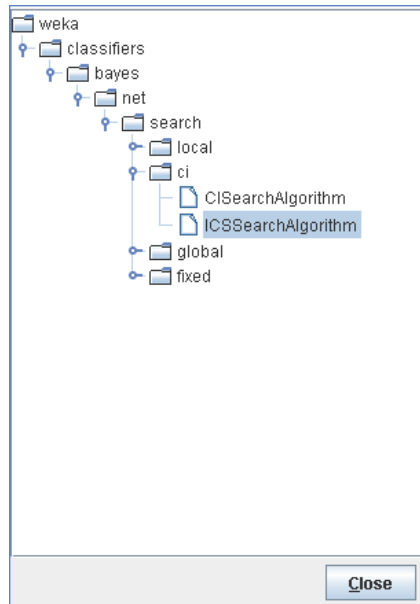 weka
classifiers
bayes
net
search
local
ci
CISearchAlgorithm
ICSSearchAlgorithm
global
fixed
Close